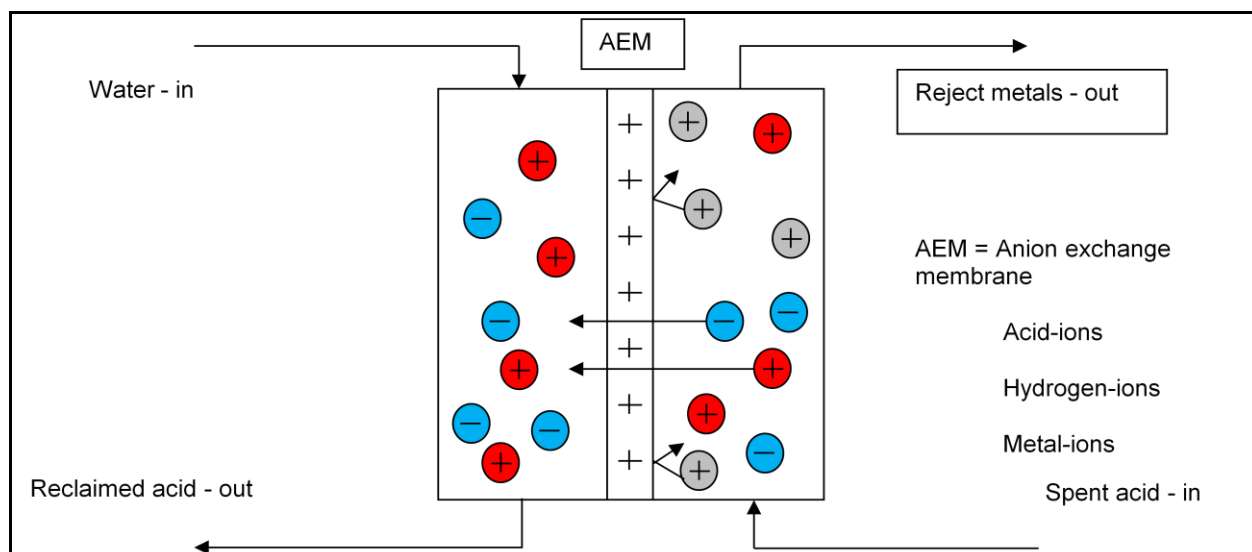 AEM
Water - in
Reject metals - out
AEM = Anion exchange
membrane
Acid-ions
Hydrogen-ions
Metal-ions
Reclaimed acid - out
Spent acid - in